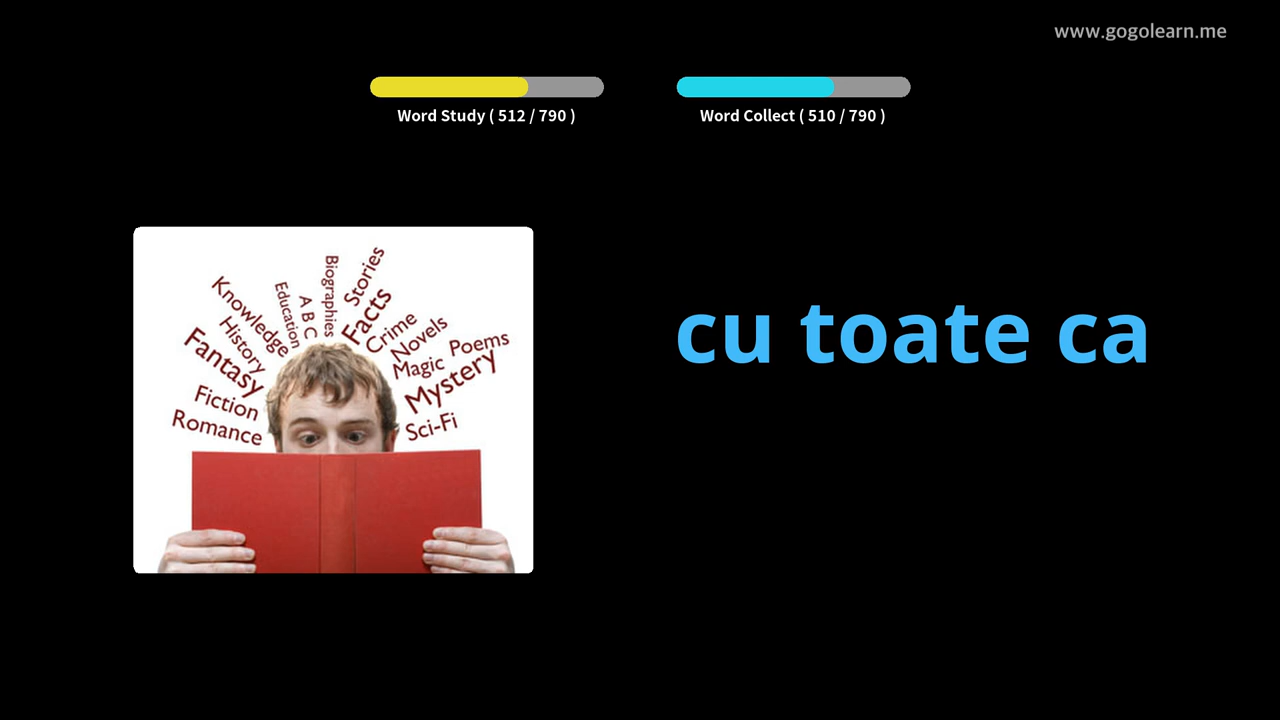 www.gogolearn.me
Word Study ( 512 / 790 )
Word Collect ( 510 / 790 )
cu toate ca
Biographies
Stories
Education
A B C
Facts
Knowledge
History
Crime
Novels
Poems
Fantasy
Magic
Mystery
Fiction
Romance
Sci-Fi